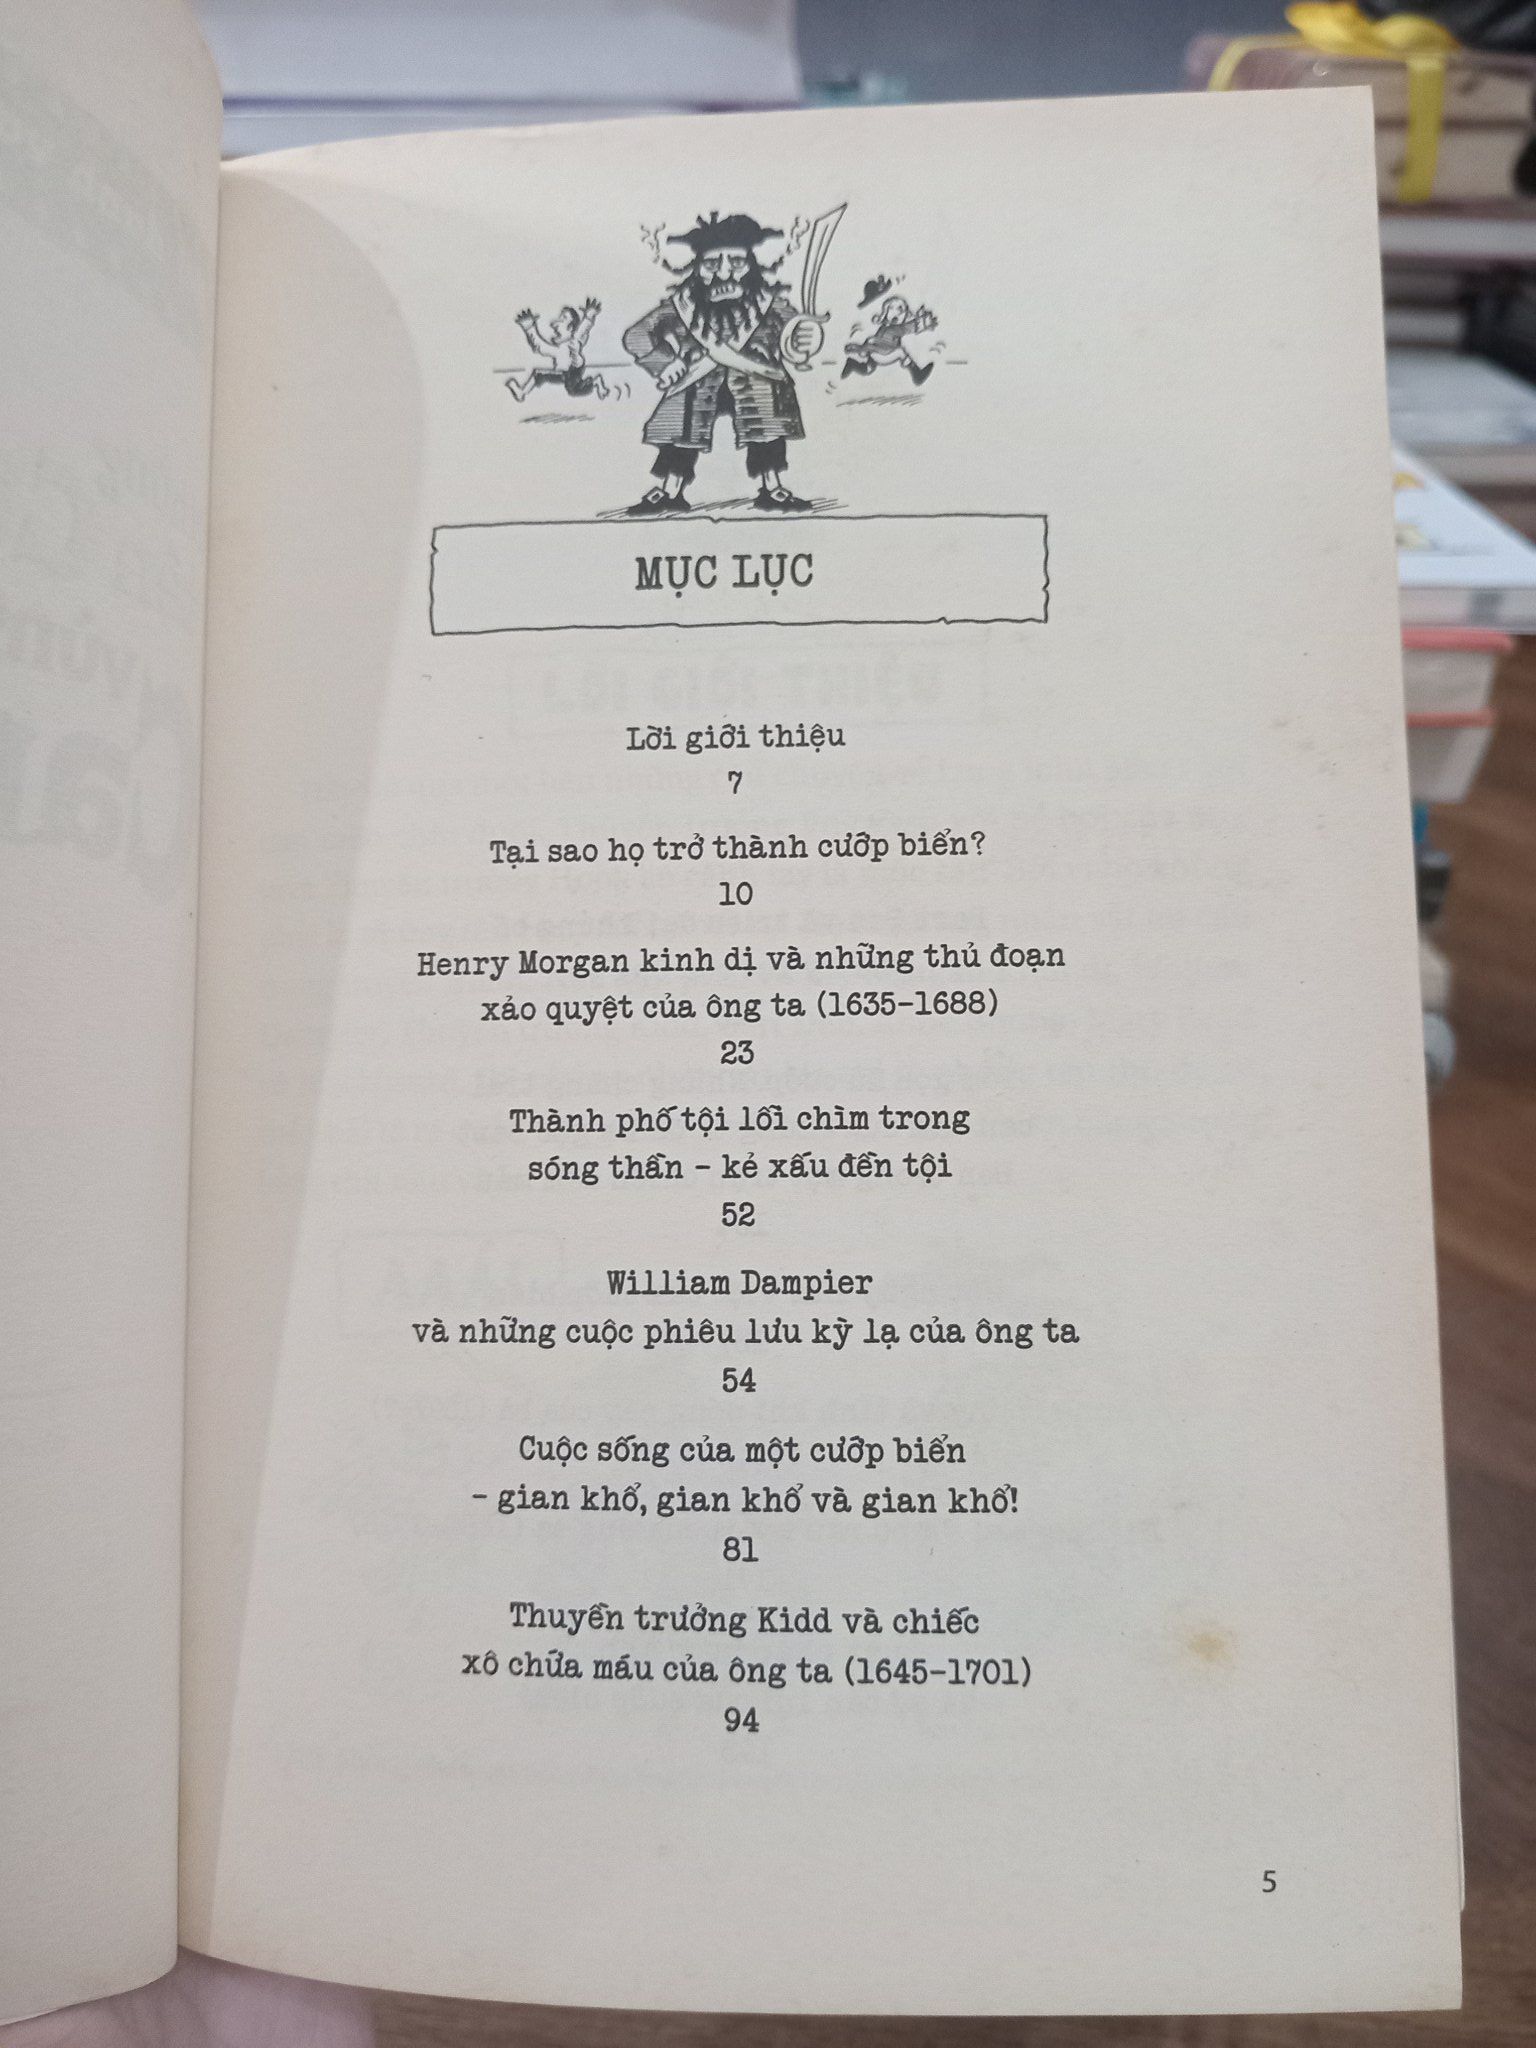 MỤC LỤC
Lời giới thiệu
7
Tại sao họ trở thành cướp biển?
10
Henry Morgan kinh dị và những thủ đoạn
xảo quyệt của ông ta (1635-1688)
23
Thành phố tội lỗi chìm trong
sóng thần - kẻ xấu đền tội
52
William Dampier
và những cuộc phiêu lưu kỳ lạ của ông ta
54
Cuộc sống của một cướp biển
- gian khổ, gian khổ và gian khổ!
81
Thuyền trưởng Kidd và chiếc
xô chứa máu của ông ta (1645-1701)
94
5